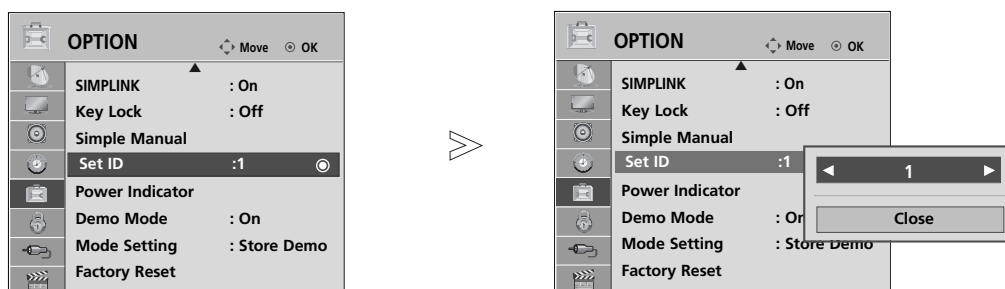 OPTION
Move
OK
SIMPLINK : On
Key Lock : Off
Simple Manual
Set ID :1
Power Indicator
Demo Mode : On
Mode Setting : Store Demo
Factory Reset
OPTION
Move
OK
SIMPLINK : On
Key Lock : Off
Simple Manual
Set ID :1
Power Indicator
Demo Mode
Mode Setting : Store Demo
Factory Reset
1
Close